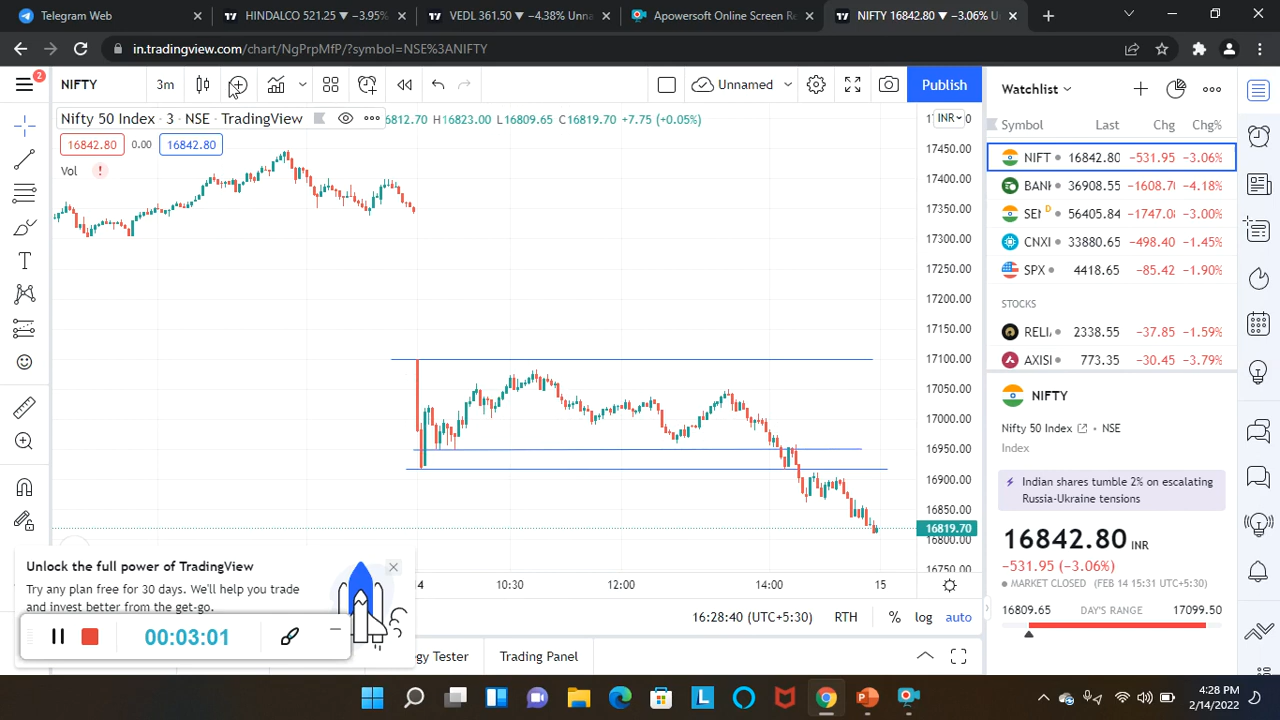 Telegram Web
HINDALCO 521.25 ▼ −3.95%
VEDL 361.50 ▼ −4.38% Unna
Apowersoft Online Screen Re
NIFTY 16842.80 ▼ −3.06% U
in.tradingview.com/chart/NgPrpMfP/?symbol=NSE%3ANIFTY
2
NIFTY
3m
Unnamed
Publish
Watchlist
Nifty 50 Index · 3 · NSE · TradingView
H16823.00 L16809.65 C16819.70 +7.75 (+0.05%)
INR
16842.80 0.00 16842.80
Vol !
17450.00
17400.00
17350.00
17300.00
17250.00
17200.00
17150.00
17100.00
17050.00
17000.00
16950.00
16900.00
16850.00
16819.70
16800.00
16750.00
Symbol Last Chg Chg%
NIFT 16842.80 −531.95 −3.06%
36908.55 −4.18%
D 56405.84 −3.00%
CNXI 33880.65 −498.40 −1.45%
SPX 4418.65 −85.42 −1.90%
STOCKS
RELI 2338.55 −37.85 −1.59%
AXISI 773.35 −30.45 −3.79%
NIFTY
Nifty 50 Index • NSE
Index
Indian shares tumble 2% on escalating
Russia-Ukraine tensions
16842.80 INR
−531.95 (−3.06%)
MARKET CLOSED (FEB 14 15:31 UTC+5:30)
16809.65 DAY'S RANGE 17099.50
4 10:30 12:00 14:00 15
16:28:40 (UTC+5:30) RTH % log auto
Unlock the full power of TradingView
Try any plan free for 30 days. We'll help you trade
and invest better from the get-go.
00:03:01
Tester
Trading Panel
4:28 PM
2/14/2022